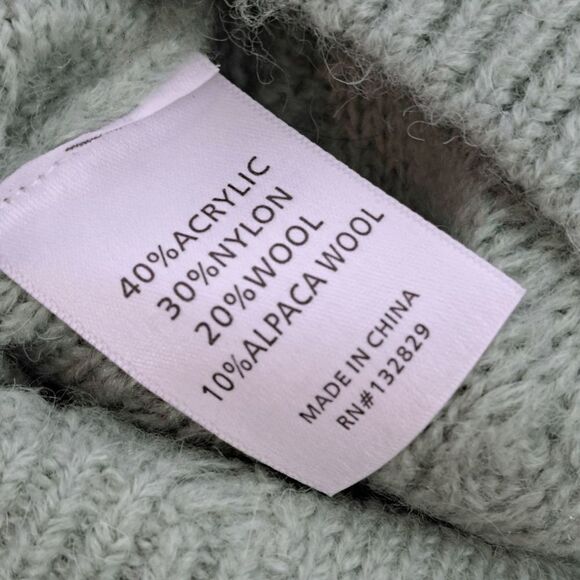 40%ACRYLIC
30%NYLON
20%WOOL
10%ALPACA WOOL
MADE IN CHINA
RN#132829